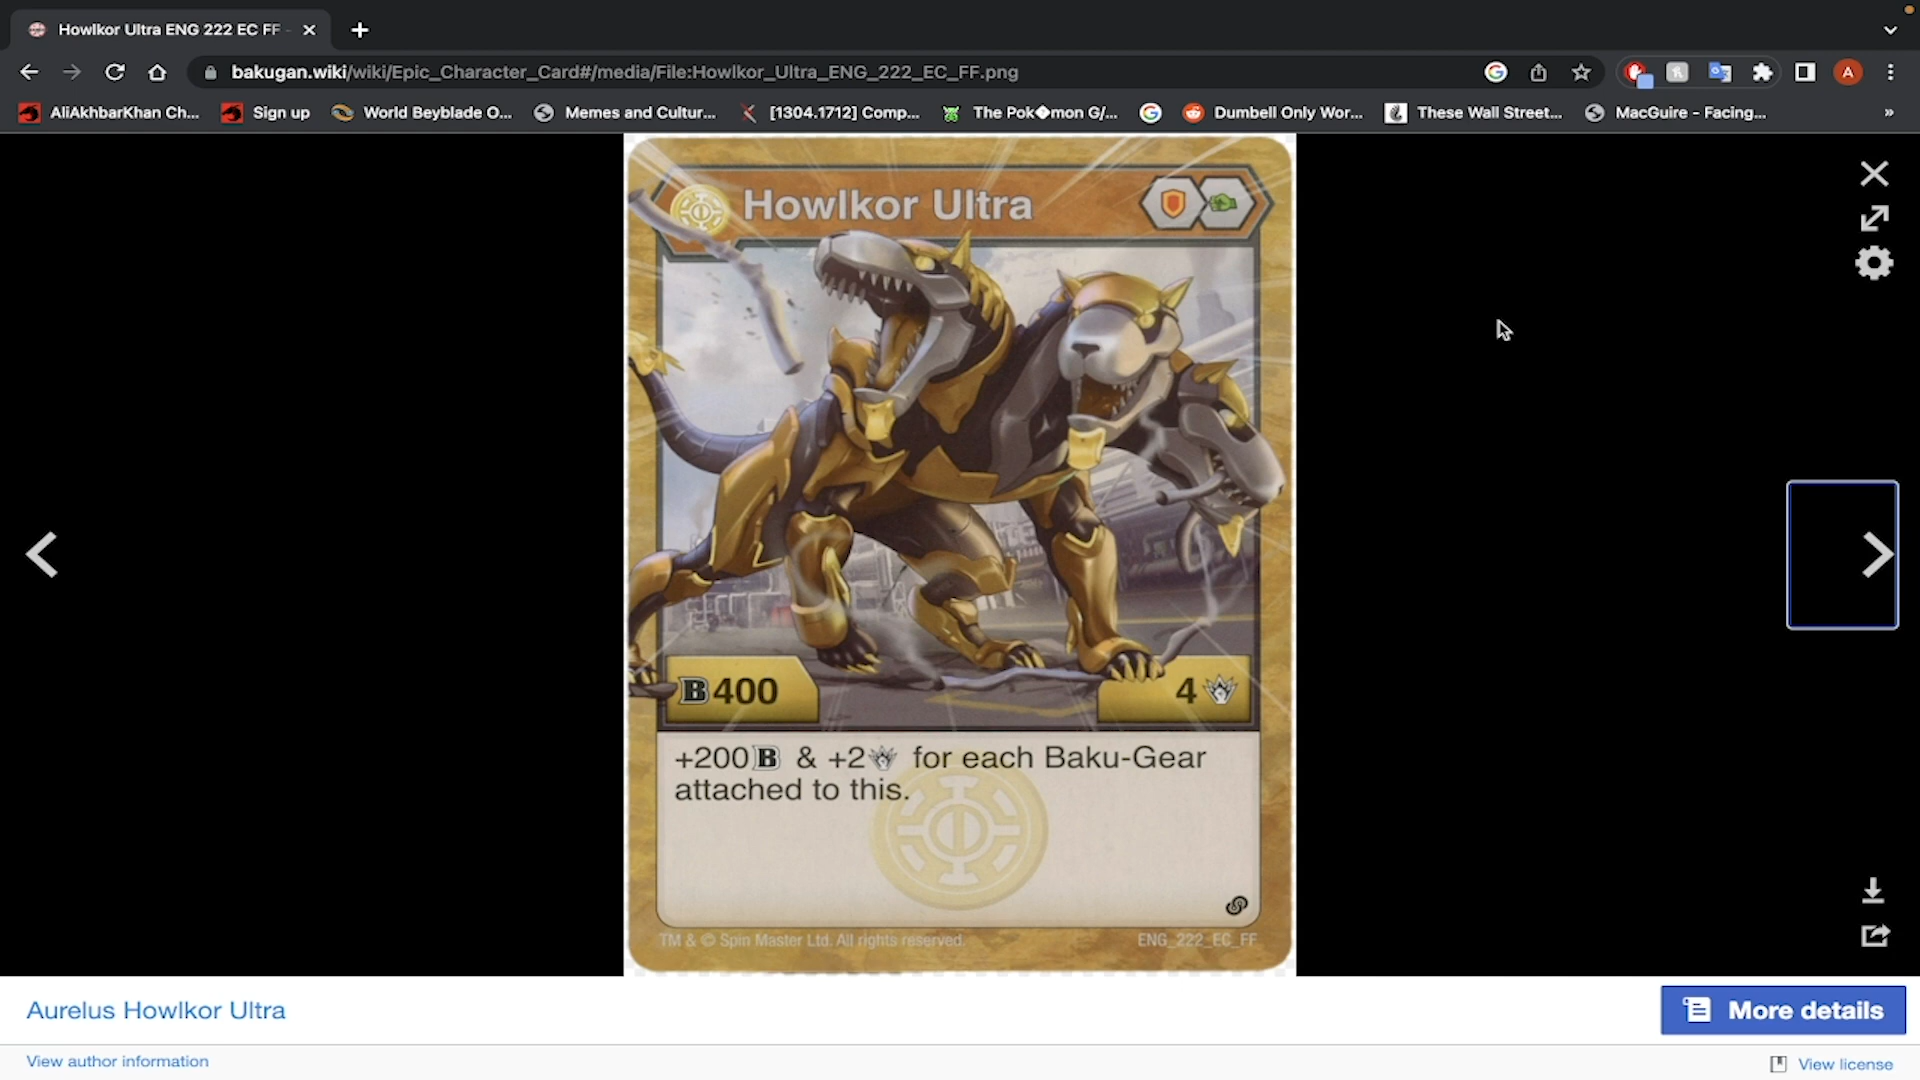 Howlkor Ultra ENG 222 EC FF -
bakugan.wiki/wiki/Epic_Character_Card#/media/File:Howlkor_Ultra_ENG_222_EC_FF.png
A
AliAkhbarKhan Ch...
Sign up
World Beyblade O...
Memes and Cultur...
[1304.1712] Comp...
The Pok�mon G/...
Dumbell Only Wor...
These Wall Street...
MacGuire - Facing...
»
Howlkor Ultra
B 400
4
+200 B & +2 for each Baku-Gear
attached to this.
TM & © Spin Master Ltd. All rights reserved.
ENG_222_EC_FF
Aurelus Howlkor Ultra
More details
View author information
View license